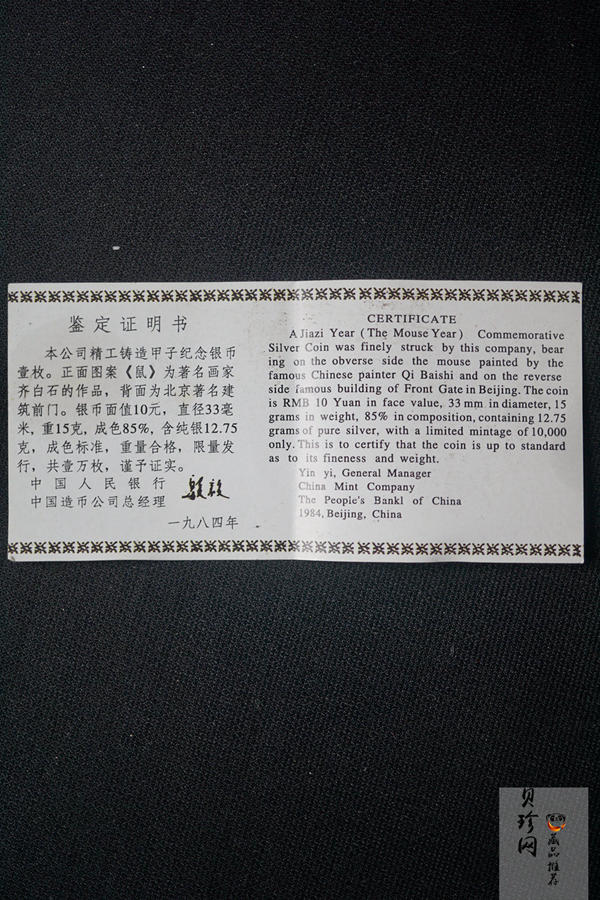 鉴定证明书
本公司精工铸造甲子纪念银币
壹枚。正面图案《鼠》为著名画家
齐白石的作品，背面为北京著名建
筑前门。银币面值10元，直径33毫
米，重15克，成色85%，含纯银12.75
克，成色标准，重量合格，限量发
行，共壹万枚，谨予证实。
中国人民银行
中国造币公司总经理
一九八四年
CERTIFICATE
A Jiazi Year (The Mouse Year) Commemorative
Silver Coin was finely struck by this company, bear
ing on the obverse side the mouse painted by the
famous Chinese painter Qi Baishi and on the reverse
side famous building of Front Gate in Beijing. The coin
is RMB 10 Yuan in face value, 33 mm in diameter, 15
grams in weight, 85% in composition, containing 12.75
grams of pure silver, with a limited mintage of 10,000
only. This is to certify that the coin is up to standard
as to its fineness and weight.
Yin yi, General Manager
China Mint Company
The People's Bankl of China
1984, Beijing, China
贝珍网
藏品推荐